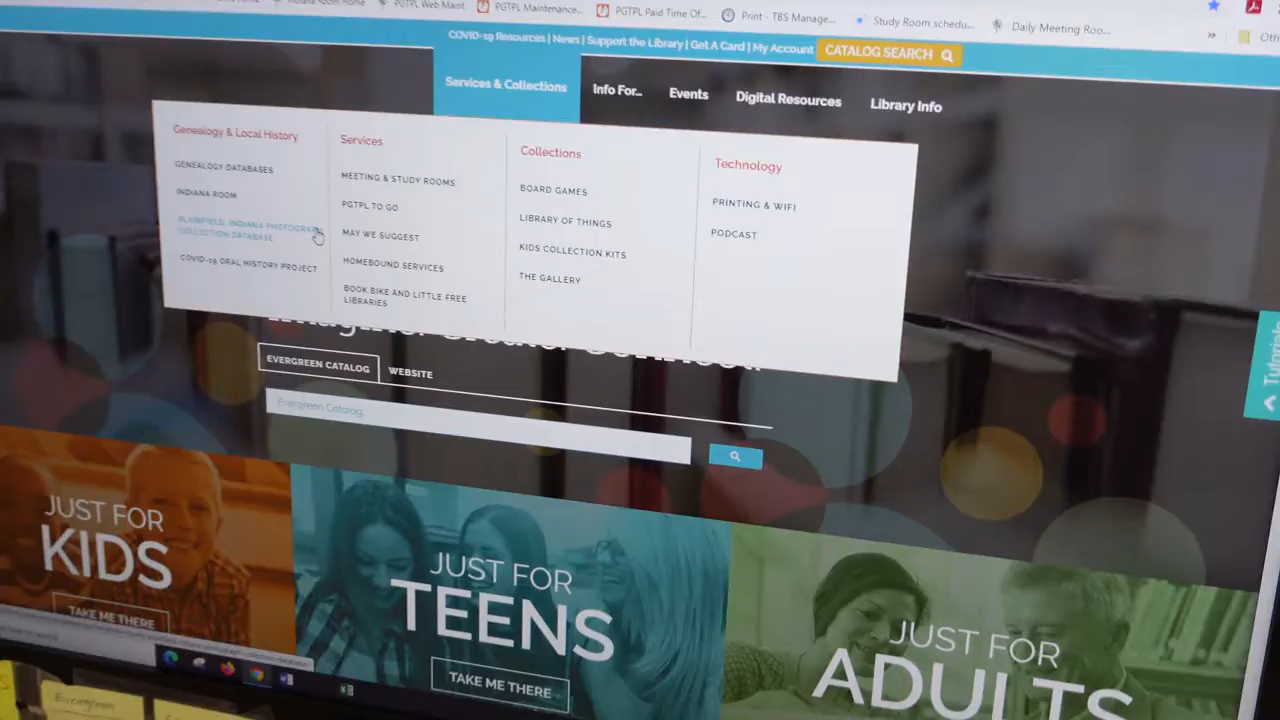 PGTPL Web Maint
PGTPL Maintenance...
PGTPL Paid Time Of...
Print - TBS Manage...
Study Room schedu...
Daily Meeting Roo...
»
COVID-19 Resources | News | Support the Library | Get A Card | My Account
CATALOG SEARCH
Services & Collections
Info For...
Events
Digital Resources
Library Info
Genealogy & Local History
GENEALOGY DATABASES
INDIANA ROOM
PLAINFIELD, INDIANA PHOTOGRAPH
COLLECTION DATABASE
COVID-19 ORAL HISTORY PROJECT
Services
MEETING & STUDY ROOMS
PGTPL TO GO
MAY WE SUGGEST
HOMEBOUND SERVICES
BOOK BIKE AND LITTLE FREE
LIBRARIES
Collections
BOARD GAMES
LIBRARY OF THINGS
KIDS COLLECTION KITS
THE GALLERY
Technology
PRINTING & WIFI
PODCAST
EVERGREEN CATALOG
WEBSITE
Evergreen Catalog
Tutorials
JUST FOR
KIDS
TAKE ME THERE
JUST FOR
TEENS
TAKE ME THERE
JUST FOR
ADULTS
Evergreen